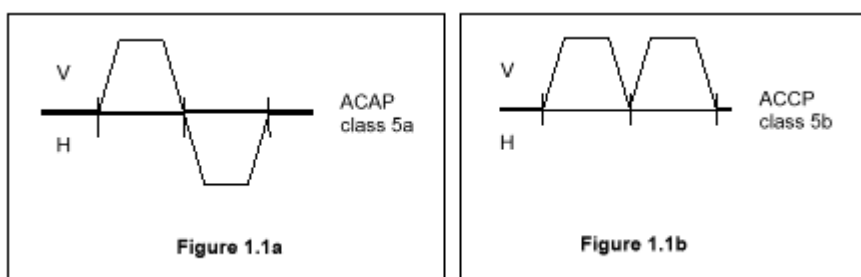 V
H
ACAP
class 5a
Figure 1.1a
V
H
ACCP
class 5b
Figure 1.1b